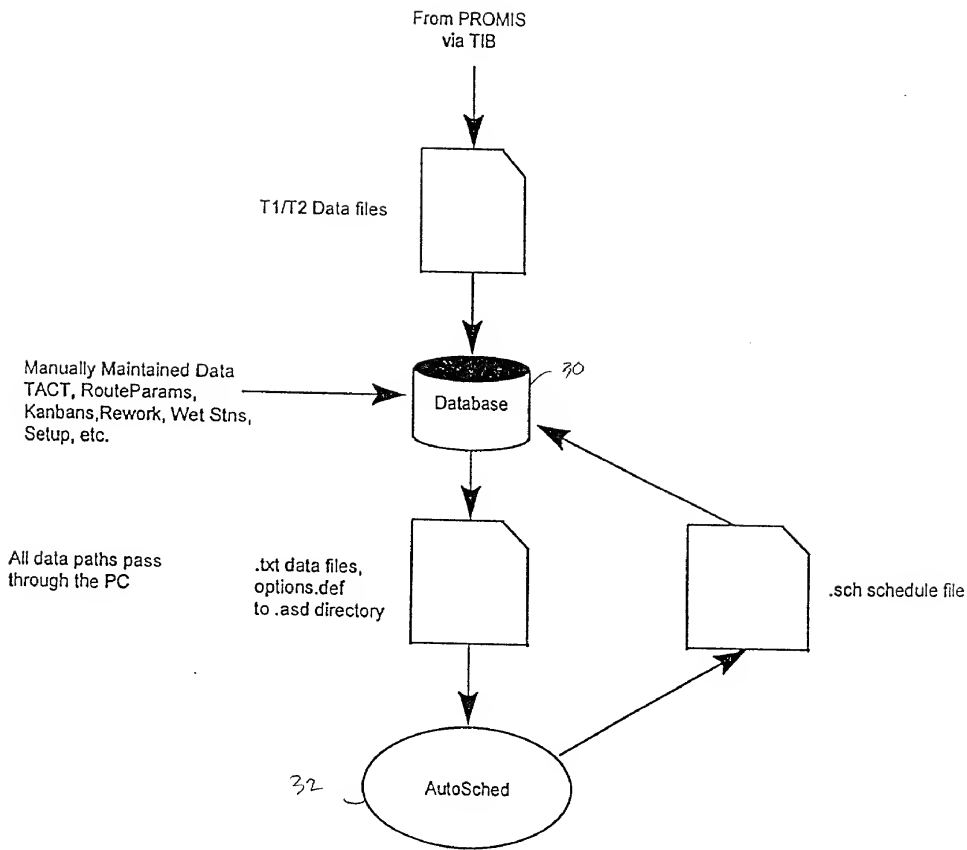 From PROMIS
via TIB
T1/T2 Data files
Manually Maintained Data
TACT, RouteParams,
Kanbans,Rework, Wet Stns,
Setup, etc.
30
Database
All data paths pass
through the PC
.txt data files,
options.def
to .asd directory
.sch schedule file
32
AutoSched